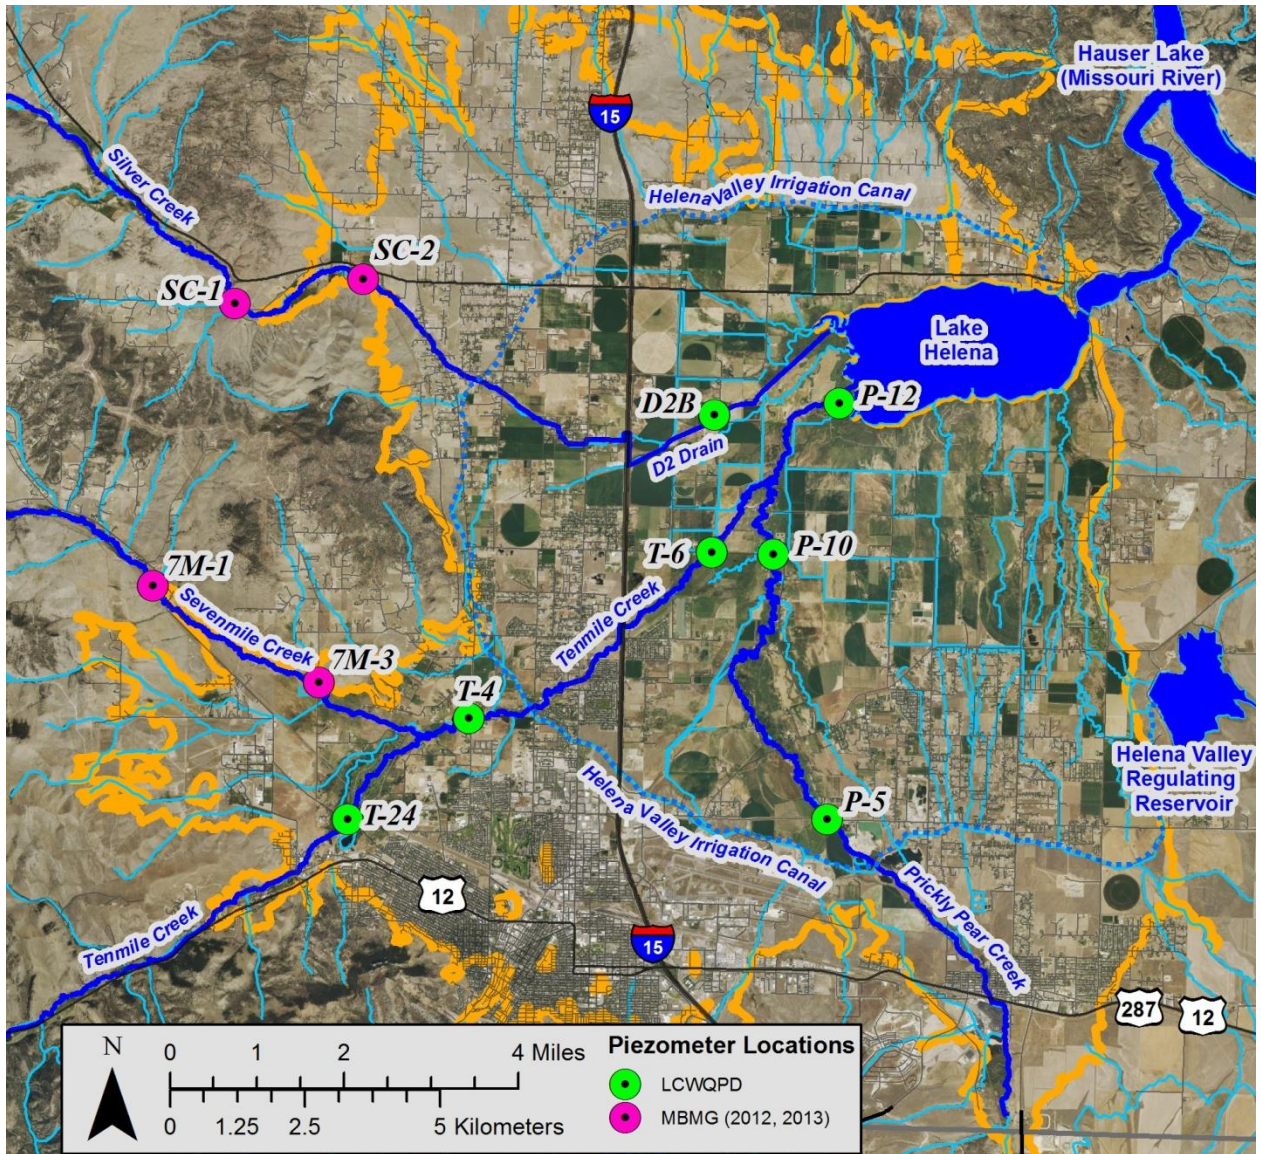 Hauser Lake
(Missouri River)
15
Silver Creek
Helena Valley Irrigation Canal
SC-2
SC-1
Lake
Helena
D2B
P-12
D2 Drain
7M-1
T-6
P-10
Sevenmile Creek
Tenmile Creek
7M-3
T-4
Helena Valley
Regulating
Reservoir
Helena Valley Irrigation Canal
P-5
T-24
12
Prickly Pear Creek
Tenmile Creek
15
287
12
N
0 1 2 4 Miles
0 1.25 2.5 5 Kilometers
Piezometer Locations
LCWQPD
MBMG (2012, 2013)